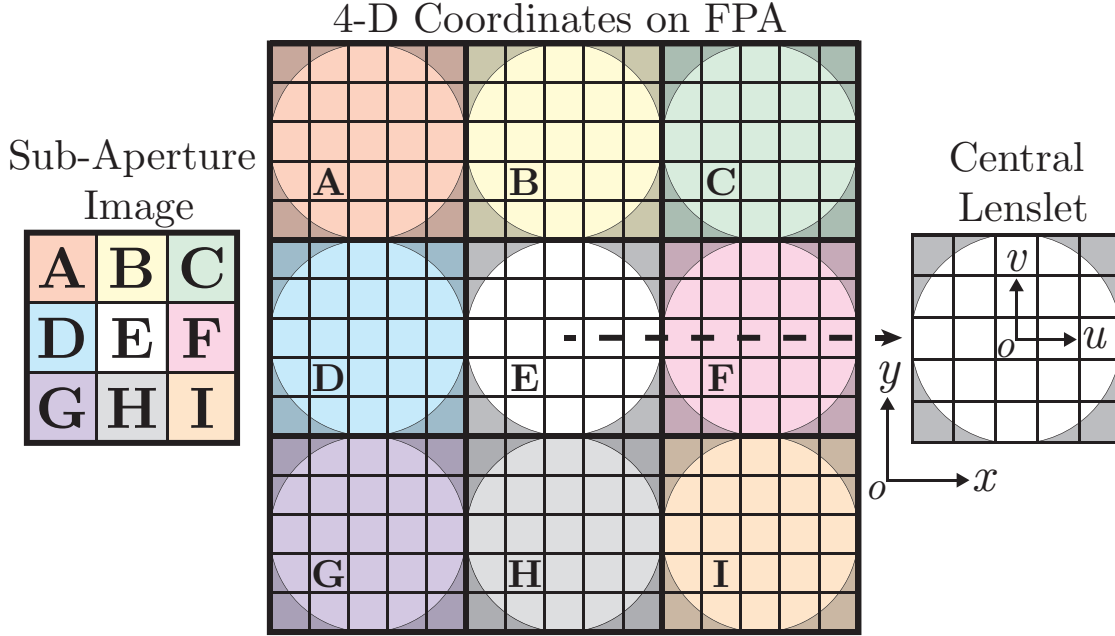 4-D Coordinates on FPA
Sub-Aperture
Image
A B C
D E F
G H I
A B C
D E F
G H I
Central
Lenslet
v
o u
y
o x